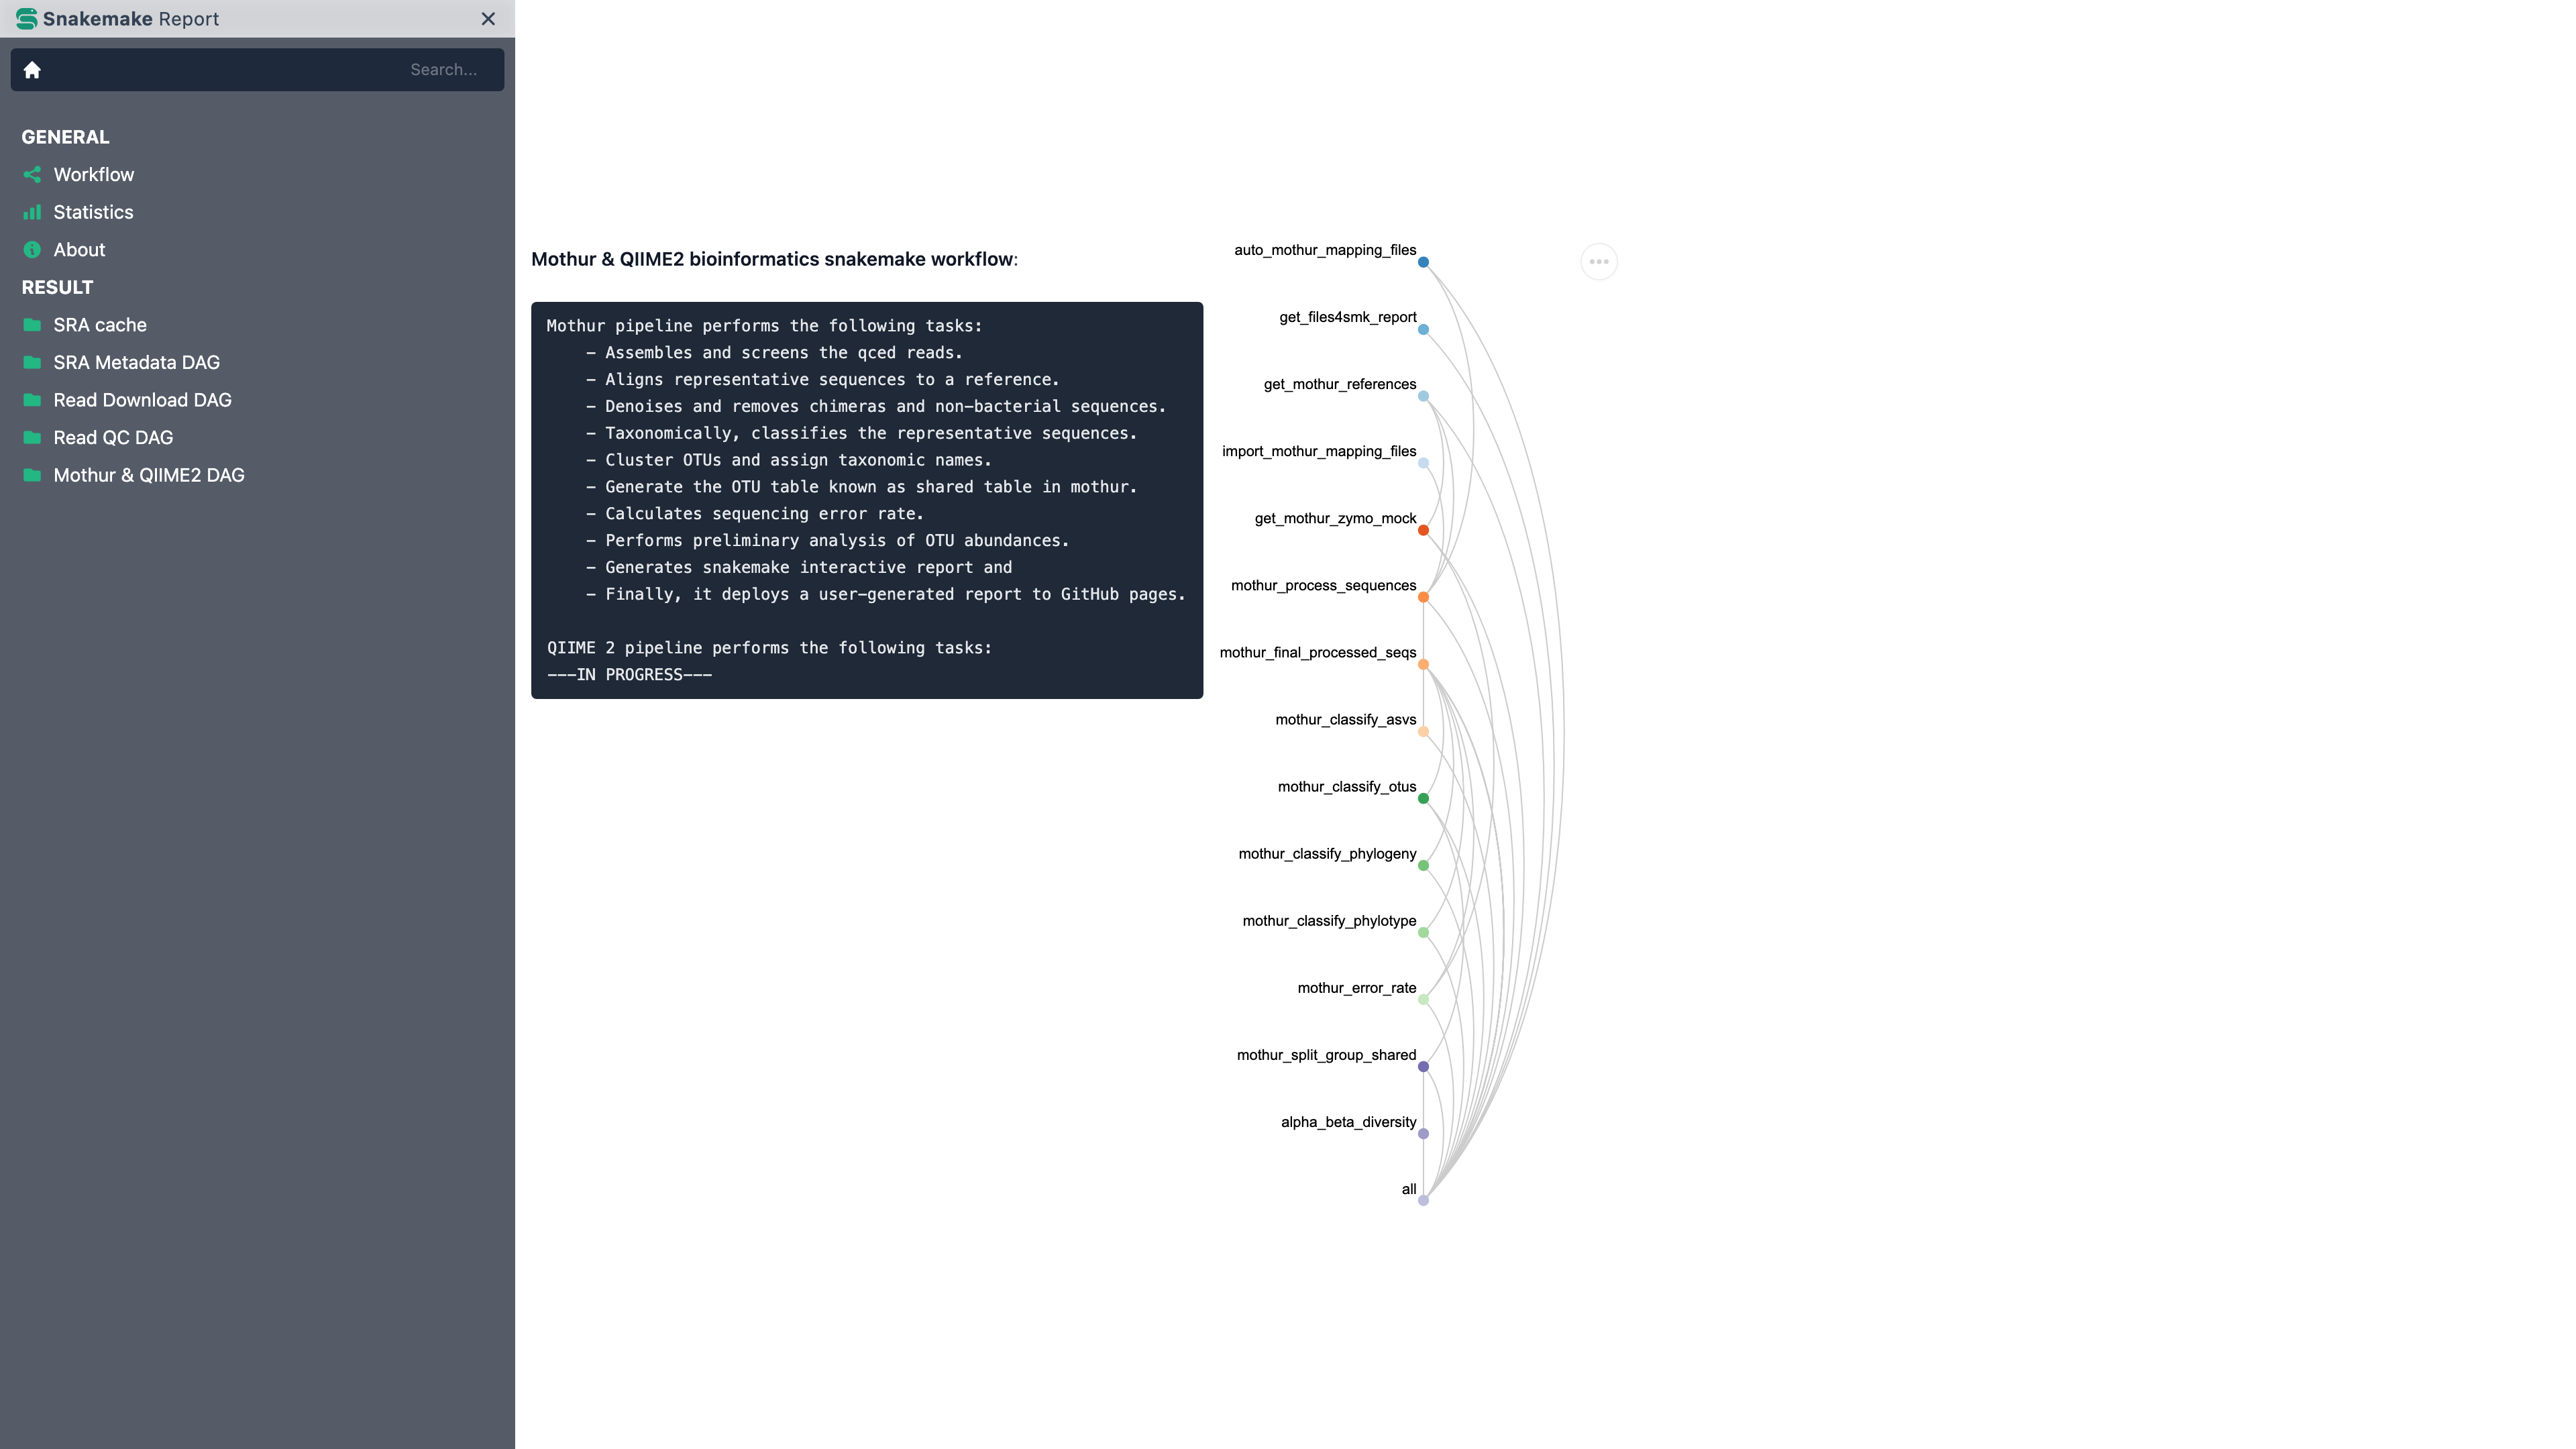 Snakemake Report
Search...
GENERAL
Workflow
Statistics
About
RESULT
SRA cache
SRA Metadata DAG
Read Download DAG
Read QC DAG
Mothur & QIIME2 DAG
Mothur & QIIME2 bioinformatics snakemake workflow:
Mothur pipeline performs the following tasks:
– Assembles and screens the qced reads.
– Aligns representative sequences to a reference.
– Denoises and removes chimeras and non–bacterial sequences.
– Taxonomically, classifies the representative sequences.
– Cluster OTUs and assign taxonomic names.
– Generate the OTU table known as shared table in mothur.
– Calculates sequencing error rate.
– Performs preliminary analysis of OTU abundances.
– Generates snakemake interactive report and
– Finally, it deploys a user–generated report to GitHub pages.
QIIME 2 pipeline performs the following tasks:
–––IN PROGRESS–––
auto_mothur_mapping_files
get_files4smk_report
get_mothur_references
import_mothur_mapping_files
get_mothur_zymo_mock
mothur_process_sequences
mothur_final_processed_seqs
mothur_classify_asvs
mothur_classify_otus
mothur_classify_phylogeny
mothur_classify_phylotype
mothur_error_rate
mothur_split_group_shared
alpha_beta_diversity
all